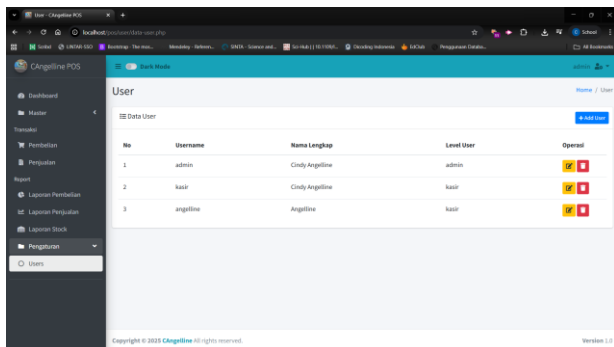 User - CAngelline POS
localhost/pos/user/data-user.php
School
UNTAR SSO
All Bookmarks
CAngelline POS
Dark Mode
admin
Dashboard
Master
Transaksi
Pembelian
Penjualan
Report
Laporan Pembelian
Laporan Penjualan
Laporan Stock
Pengaturan
Users
User
Home / User
Data User
+Add User
No Username Nama Lengkap Level User Operasi
1 admin Cindy Angelline admin
2 kasir Cindy Angelline kasir
3 angelline Angelline kasir
Copyright © 2025 CAngelline All rights reserved.
Version 1.0